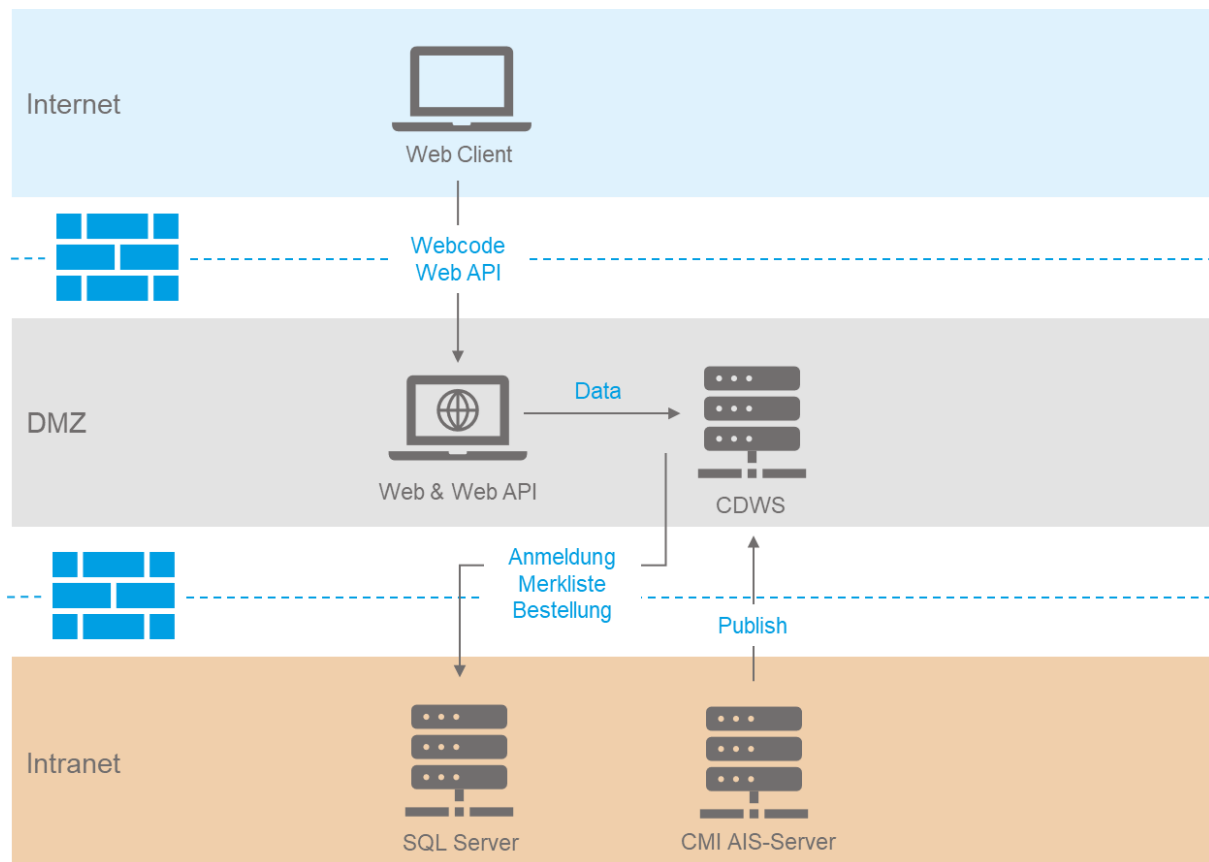 Internet
Web Client
Webcode
Web API
DMZ
Data
Web & Web API
CDWS
Anmeldung
Merkliste
Bestellung
Publish
Intranet
SQL Server
CMI AIS-Server